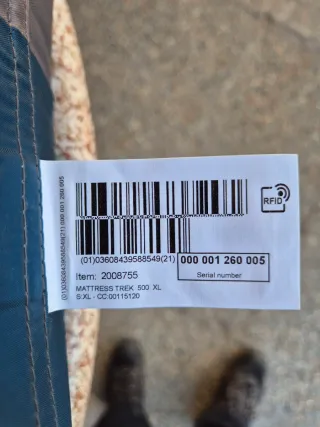 (01)03608439588549(21) 000 001 260 005
RFID
(01)03608439588549(21)
000 001 260 005
Serial number
Item: 2008755
MATTRESS TREK 500 XL
S:XL - CC:00115120